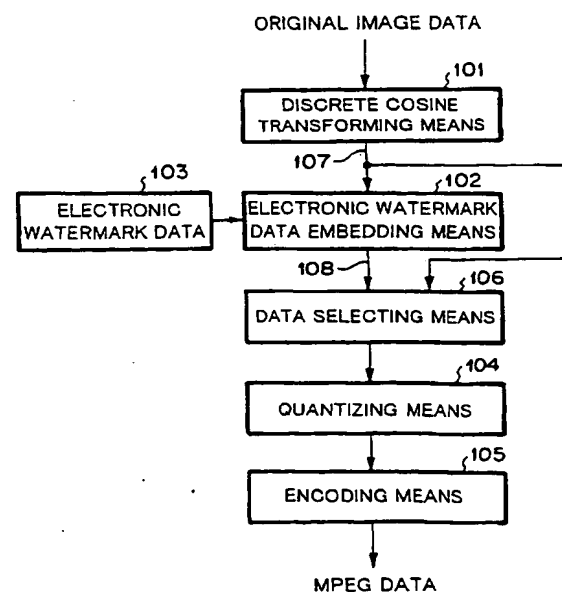 ORIGINAL IMAGE DATA
101
DISCRETE COSINE
TRANSFORMING MEANS
107
103
102
ELECTRONIC
WATERMARK DATA
ELECTRONIC WATERMARK
DATA EMBEDDING MEANS
108
106
DATA SELECTING MEANS
104
QUANTIZING MEANS
105
ENCODING MEANS
MPEG DATA